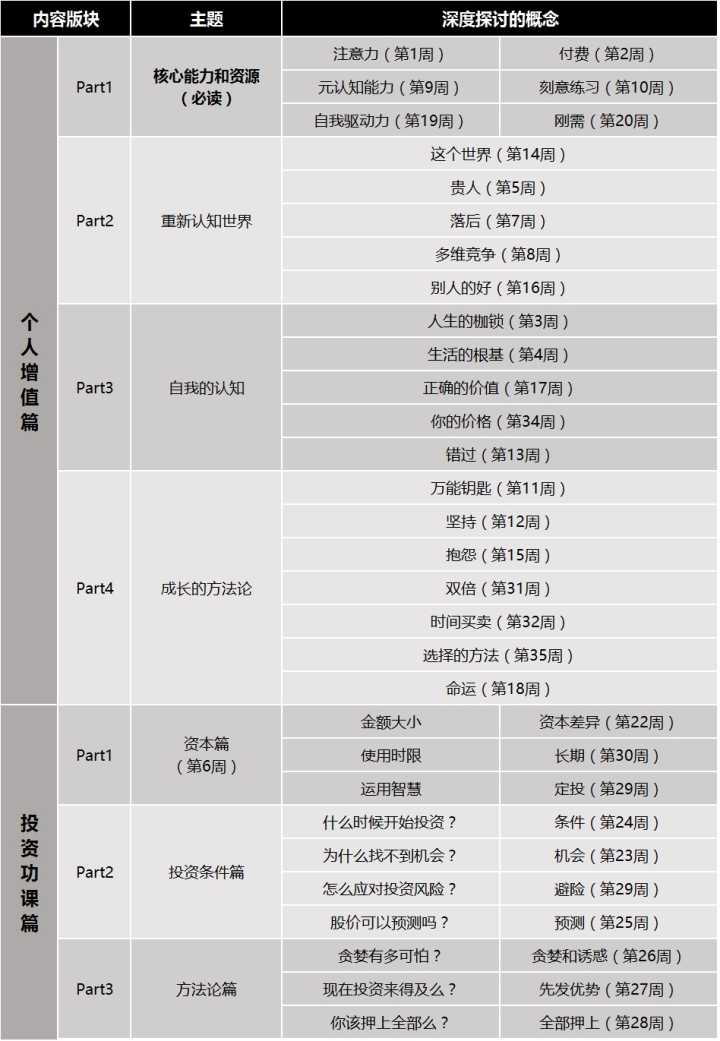 内容版块 主题 深度探讨的概念
个人增值篇
Part1 核心能力和资源
（必读）
注意力（第1周） 付费（第2周）
元认知能力（第9周） 刻意练习（第10周）
自我驱动力（第19周） 刚需（第20周）
Part2 重新认知世界
这个世界（第14周）
贵人（第5周）
落后（第7周）
多维竞争（第8周）
别人的好（第16周）
Part3 自我的认知
人生的枷锁（第3周）
生活的根基（第4周）
正确的价值（第17周）
你的价格（第34周）
错过（第13周）
Part4 成长的方法论
万能钥匙（第11周）
坚持（第12周）
抱怨（第15周）
双倍（第31周）
时间买卖（第32周）
选择的方法（第35周）
命运（第18周）
投资功课篇
Part1 资本篇
（第6周）
金额大小 资本差异（第22周）
使用时限 长期（第30周）
运用智慧 定投（第29周）
Part2 投资条件篇
什么时候开始投资？ 条件（第24周）
为什么找不到机会？ 机会（第23周）
怎么应对投资风险？ 避险（第29周）
股价可以预测吗？ 预测（第25周）
Part3 方法论篇
贪婪有多可怕？ 贪婪和诱惑（第26周）
现在投资来得及么？ 先发优势（第27周）
你该押上全部么？ 全部押上（第28周）